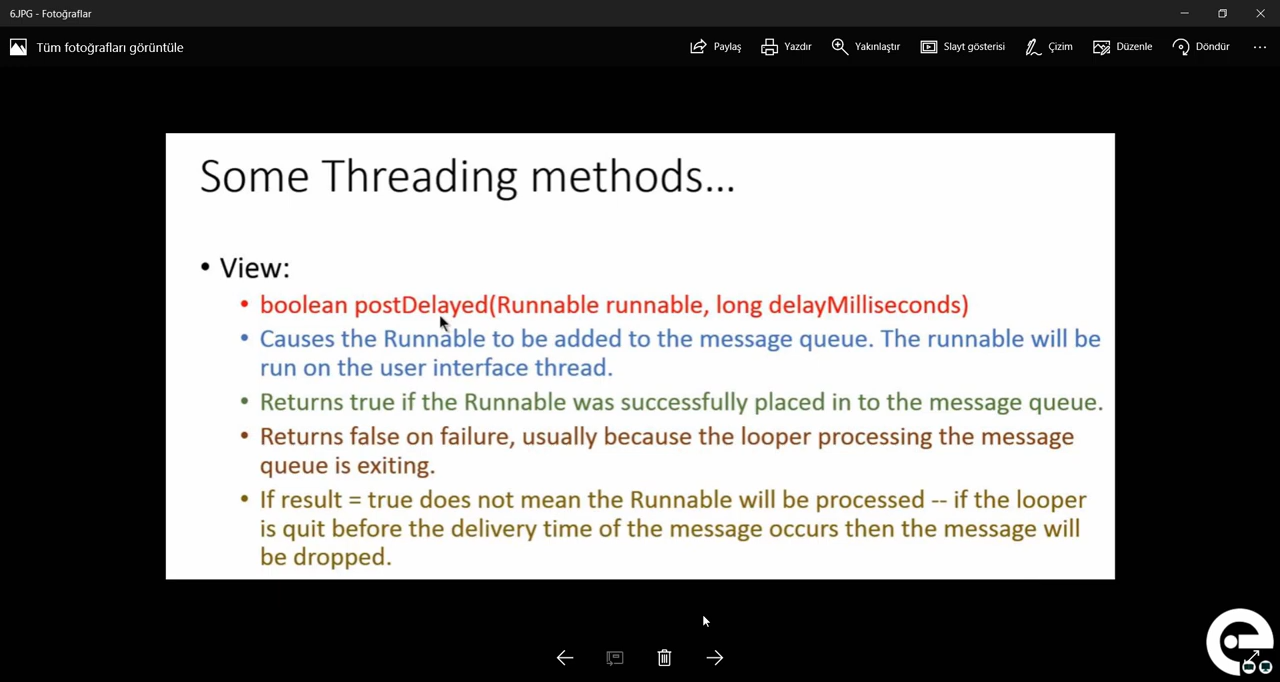 6.JPG - Fotoğraflar
Tüm fotoğrafları görüntüle
Paylaş
Yazdır
Yakınlaştır
Slayt gösterisi
Çizim
Düzenle
Döndür
Some Threading methods...
• View:
• boolean postDelayed(Runnable runnable, long delayMilliseconds)
• Causes the Runnable to be added to the message queue. The runnable will be
run on the user interface thread.
• Returns true if the Runnable was successfully placed in to the message queue.
• Returns false on failure, usually because the looper processing the message
queue is exiting.
• If result = true does not mean the Runnable will be processed -- if the looper
is quit before the delivery time of the message occurs then the message will
be dropped.